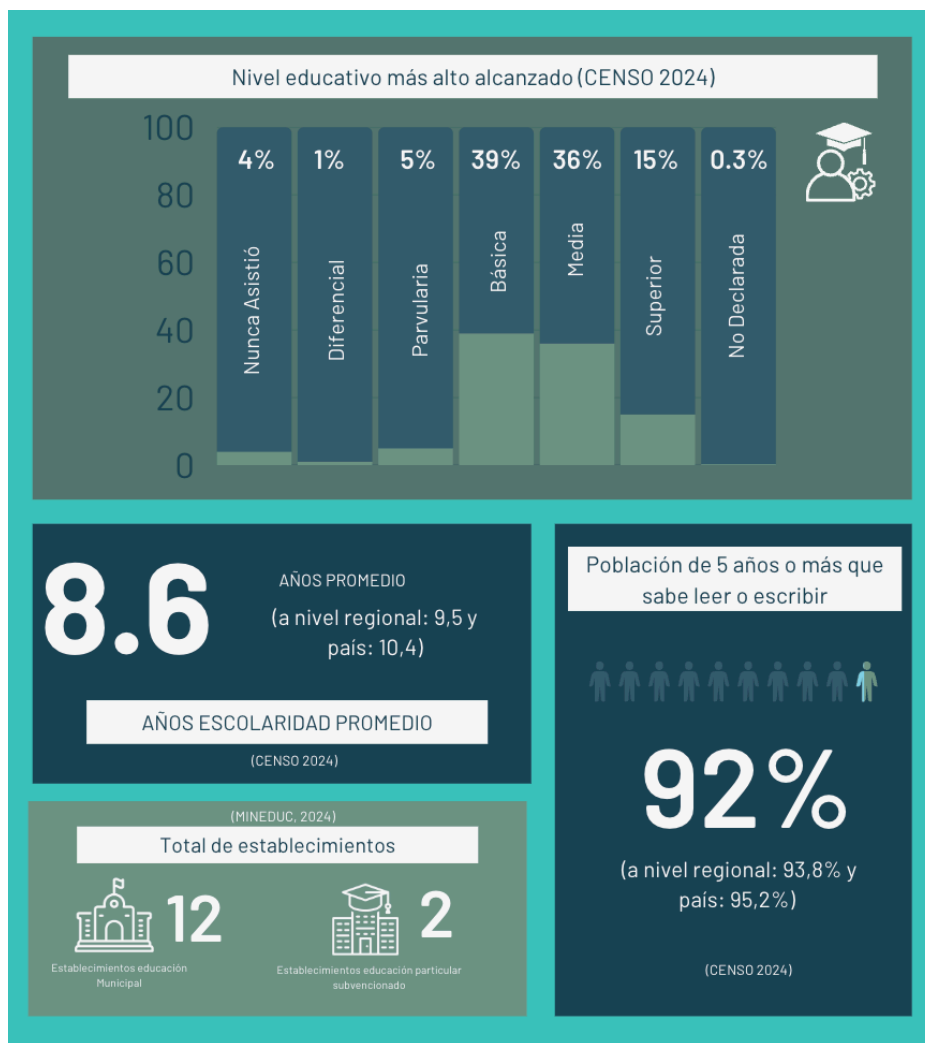 Nivel educativo más alto alcanzado (CENSO 2024)
100
80
60
40
20
0
4%
1%
5%
39%
36%
15%
0.3%
Nunca Asistió
Diferencial
Parvularia
Básica
Media
Superior
No Declarada
8.6
AÑOS PROMEDIO
(a nivel regional: 9,5 y
país: 10,4)
AÑOS ESCOLARIDAD PROMEDIO
(CENSO 2024)
Población de 5 años o más que
sabe leer o escribir
92%
(a nivel regional: 93,8% y
país: 95,2%)
(CENSO 2024)
(MINEDUC, 2024)
Total de establecimientos
12
Establecimientos educación
Municipal
2
Establecimientos educación particular
subvencionado